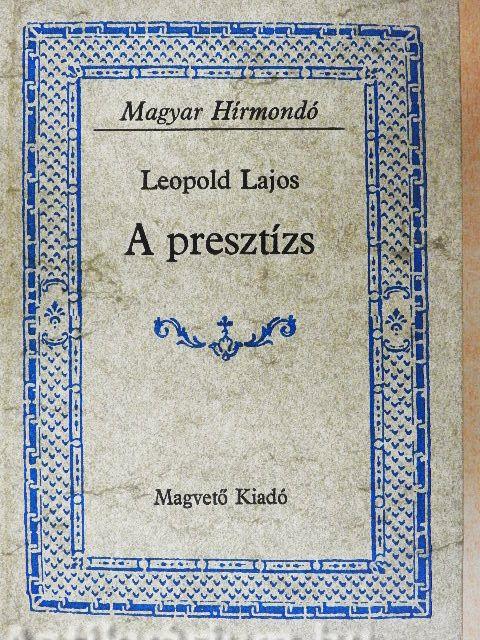 Magyar Hírmondó
Leopold Lajos
A presztízs
Magvető Kiadó